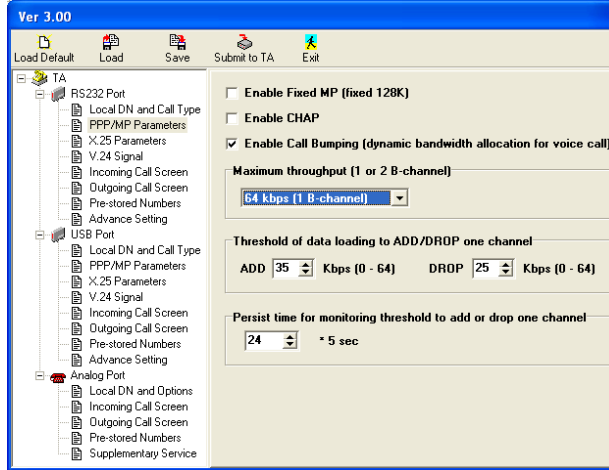 Ver 3.00
Load Default Load Save Submit to TA Exit
TA
RS232 Port
Local DN and Call Type
PPP/MP Parameters
X.25 Parameters
V.24 Signal
Incoming Call Screen
Outgoing Call Screen
Pre-stored Numbers
Advance Setting
USB Port
Local DN and Call Type
PPP/MP Parameters
X.25 Parameters
V.24 Signal
Incoming Call Screen
Outgoing Call Screen
Pre-stored Numbers
Advance Setting
Analog Port
Local DN and Options
Incoming Call Screen
Outgoing Call Screen
Pre-stored Numbers
Supplementary Service
Enable Fixed MP (fixed 128K)
Enable CHAP
Enable Call Bumping (dynamic bandwidth allocation for voice call)
Maximum throughput (1 or 2 B-channel)
64 kbps (1 B-channel)
Threshold of data loading to ADD/DROP one channel
ADD 35 Kbps (0 - 64) DROP 25 Kbps (0 - 64)
Persist time for monitoring threshold to add or drop one channel
24 * 5 sec